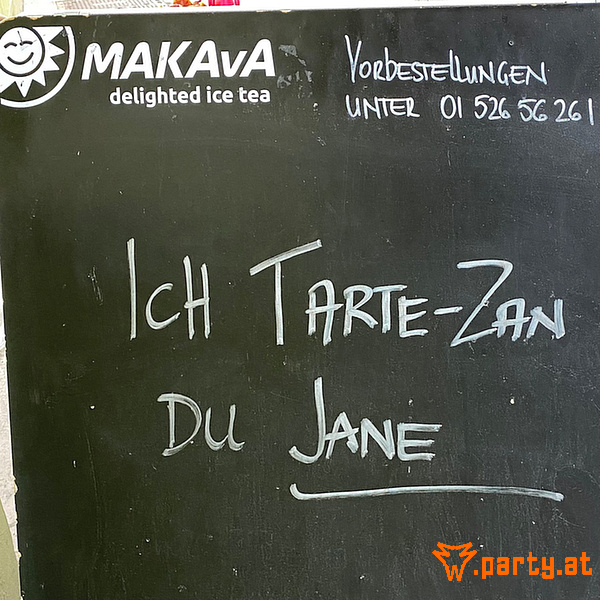 MAKAvA
delighted ice tea
VORBESTELLUNGEN
UNTER 01 526 56 261
ICH TARTE-ZAN
DU JANE
W.party.at